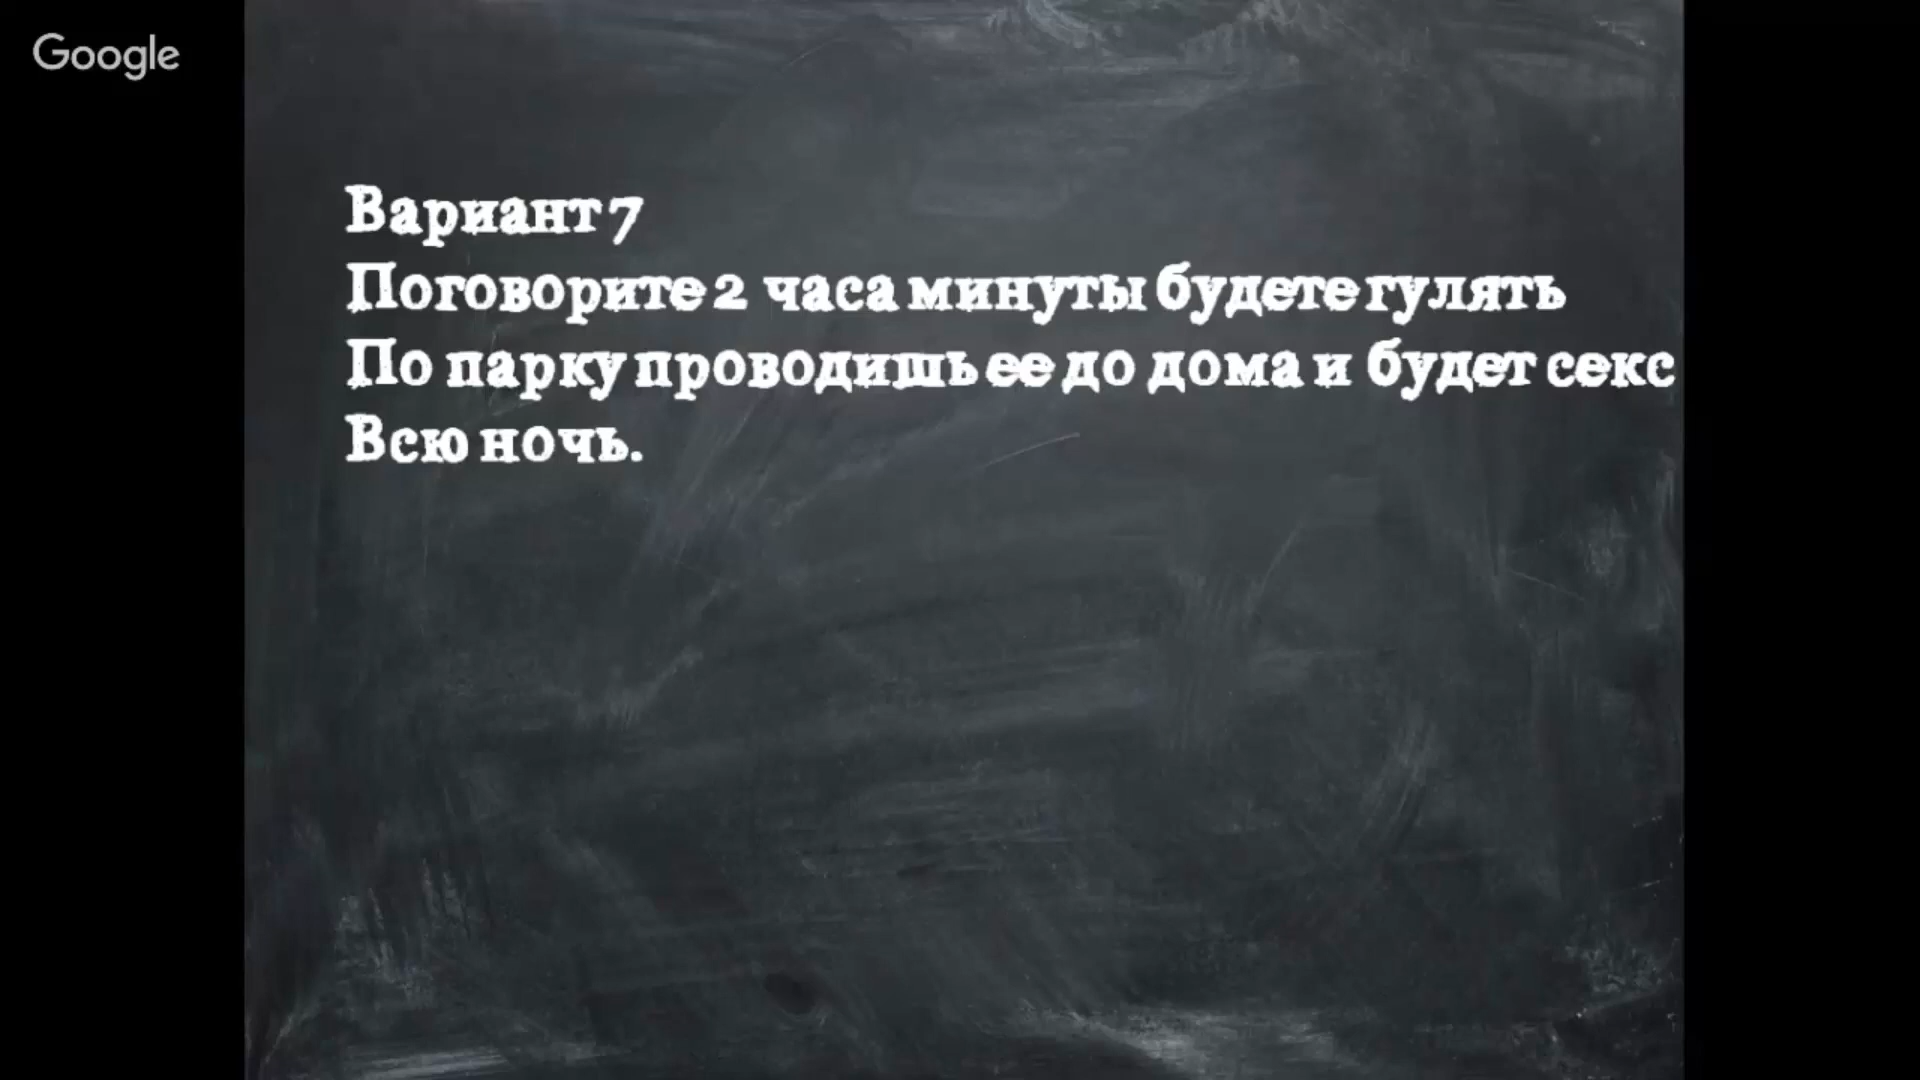 Google
Вариант 7
Поговорите 2 часа минуты будете гулять
По парку проводишь ее до дома и будет секс
Всю ночь.